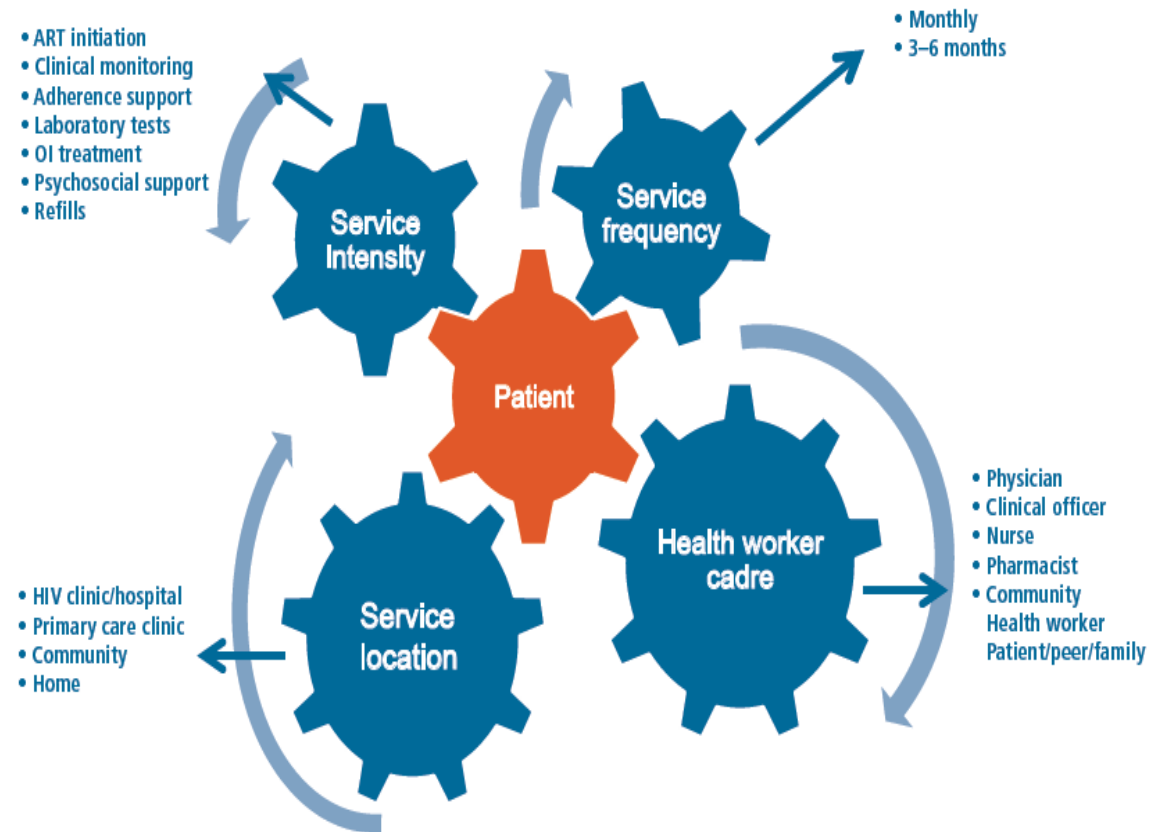 • ART initiation
• Clinical monitoring
• Adherence support
• Laboratory tests
• OI treatment
• Psychosocial support
• Refills
• Monthly
• 3–6 months
Service
Intensity
Service
frequency
Patient
Health worker
cadre
• Physician
• Clinical officer
• Nurse
• Pharmacist
• Community
Health worker
Patient/peer/family
Service
location
• HIV clinic/hospital
• Primary care clinic
• Community
• Home